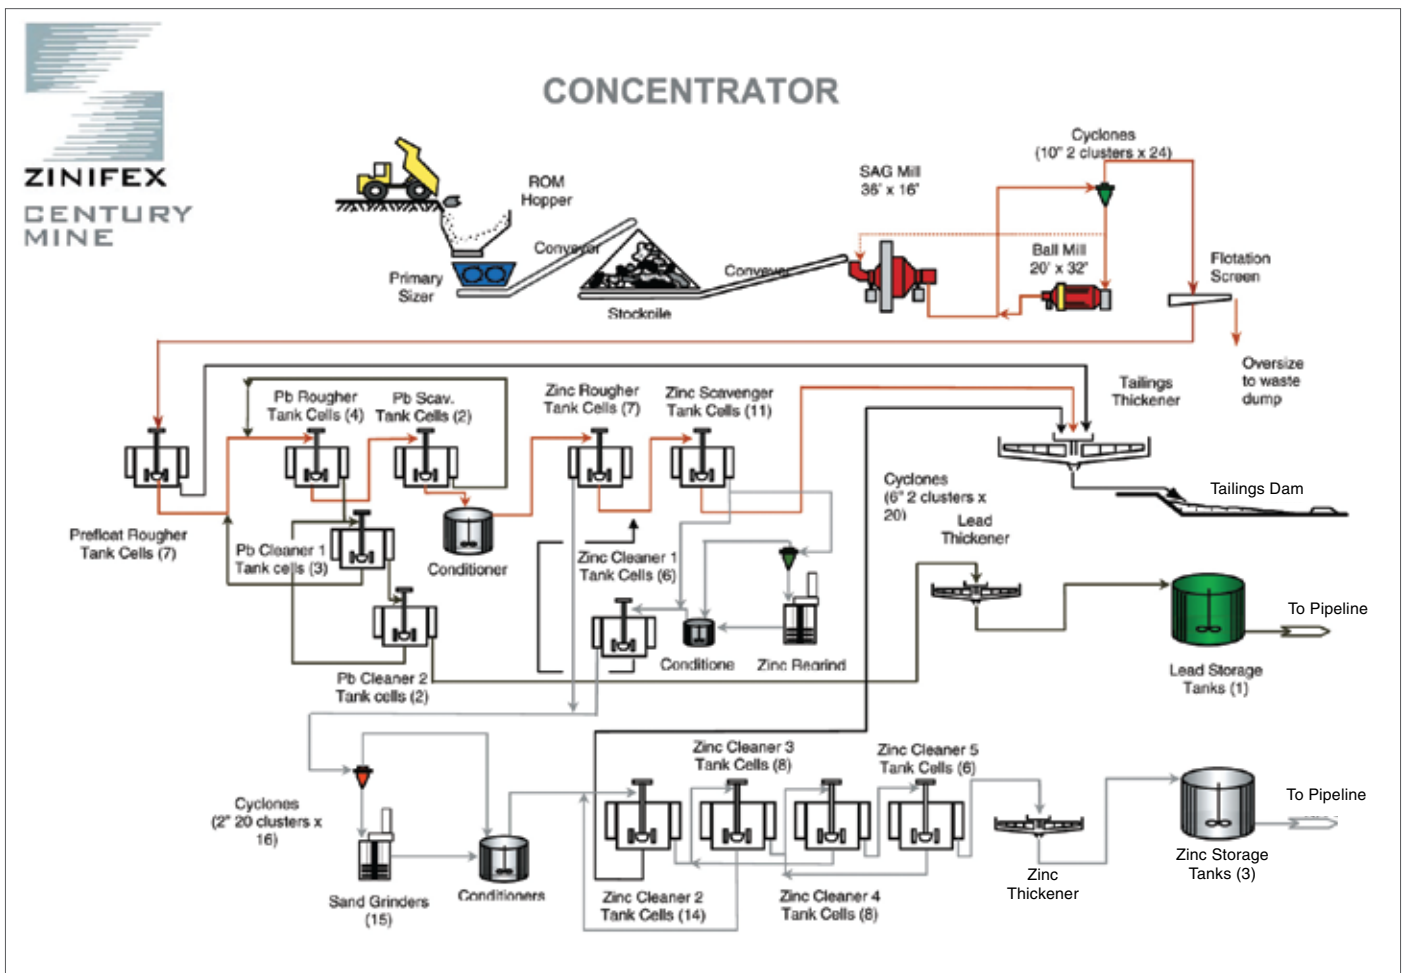 ZINIFEX
CENTURY
MINE
CONCENTRATOR
ROM
Hopper
Primary
Sizer
Conveyor
Stockpile
Conveyor
SAG Mill
36' x 16"
Cyclones
(10" 2 clusters x 24)
Ball Mill
20' x 32"
Flotation
Screen
Oversize
to waste
dump
Prefloat Rougher
Tank Cells (7)
Pb Rougher
Tank Cells (4)
Pb Scav.
Tank Cells (2)
Pb Cleaner 1
Tank cells (3)
Pb Cleaner 2
Tank cells (2)
Conditioner
Zinc Rougher
Tank Cells (7)
Zinc Scavenger
Tank Cells (11)
Zinc Cleaner 1
Tank Cells (6)
Conditione
Zinc Regrind
Cyclones
(6" 2 clusters x
20)
Lead
Thickener
Tailings
Thickener
Tailings Dam
To Pipeline
Lead Storage
Tanks (1)
Cyclones
(2" 20 clusters x
16)
Sand Grinders
(15)
Conditioners
Zinc Cleaner 2
Tank Cells (14)
Zinc Cleaner 3
Tank Cells (8)
Zinc Cleaner 4
Tank Cells (8)
Zinc Cleaner 5
Tank Cells (6)
Zinc
Thickener
To Pipeline
Zinc Storage
Tanks (3)